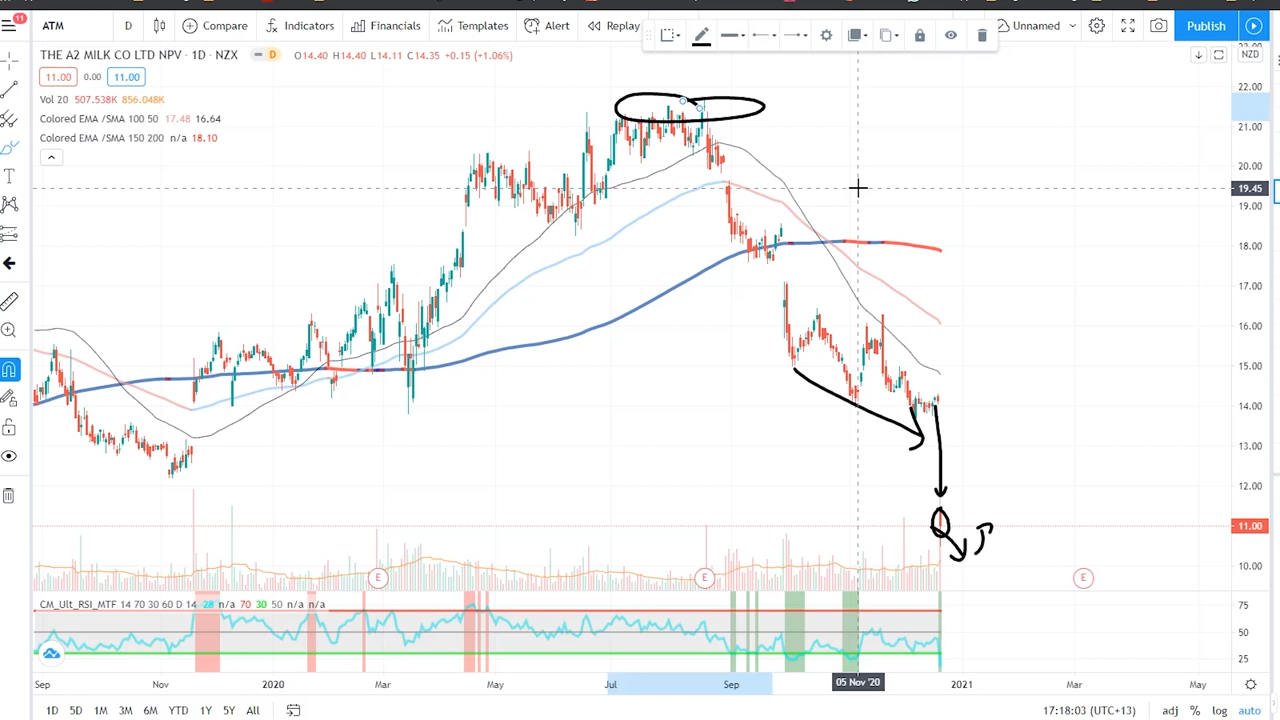 11
ATM
D
Compare
Indicators
Financials
Templates
Alert
Replay
Unnamed
Publish
THE A2 MILK CO LTD NPV · 1D · NZX
D
O14.40 H14.40 L14.11 C14.35 +0.15 (+1.06%)
NZD
11.00 0.00 11.00
Vol 20 507.538K 856.048K
Colored EMA /SMA 100 50 17.48 16.64
Colored EMA /SMA 150 200 n/a 18.10
22.00
21.00
20.00
19.45
19.00
18.00
17.00
16.00
15.00
14.00
13.00
12.00
11.00
10.00
E
E
E
CM_Ult_RSI_MTF 14 70 30 60 D 14 28 n/a 70 30 50 n/a n/a
75
50
25
Sep
Nov
2020
Mar
May
Jul
Sep
05 Nov '20
2021
Mar
May
1D 5D 1M 3M 6M YTD 1Y 5Y All
17:18:03 (UTC+13)
adj
%
log
auto